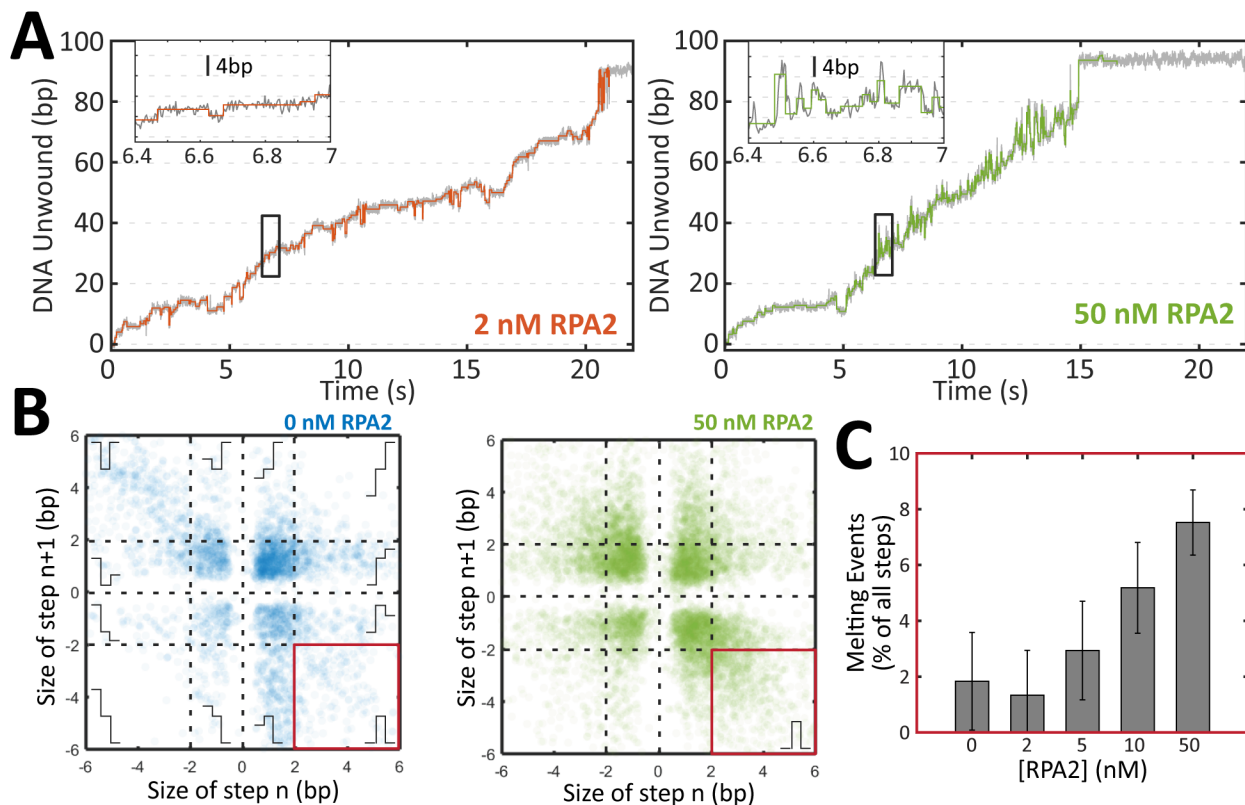 A
100
80
60
40
20
0
DNA Unwound (bp)
4bp
6.4 6.6 6.8 7
2 nM RPA2
0 5 10 15 20
Time (s)
100
80
60
40
20
0
DNA Unwound (bp)
4bp
6.4 6.6 6.8 7
50 nM RPA2
0 5 10 15 20
Time (s)
B
0 nM RPA2
6
4
2
0
-2
-4
-6
Size of step n+1 (bp)
-6 -4 -2 0 2 4 6
Size of step n (bp)
50 nM RPA2
6
4
2
0
-2
-4
-6
Size of step n+1 (bp)
-6 -4 -2 0 2 4 6
Size of step n (bp)
C
10
8
6
4
2
0
Melting Events
(% of all steps)
0 2 5 10 50
[RPA2] (nM)